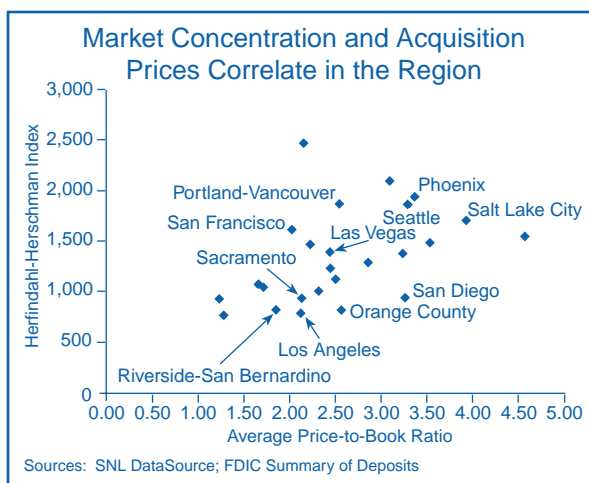 Market Concentration and Acquisition
Prices Correlate in the Region
Herfindahl-Herschman Index
3,000
2,500
2,000
1,500
1,000
500
0
Phoenix
Portland-Vancouver
Salt Lake City
San Francisco
Seattle
Las Vegas
Sacramento
San Diego
Orange County
Los Angeles
Riverside-San Bernardino
0.00 0.50 1.00 1.50 2.00 2.50 3.00 3.50 4.00 4.50 5.00
Average Price-to-Book Ratio
Sources: SNL DataSource; FDIC Summary of Deposits